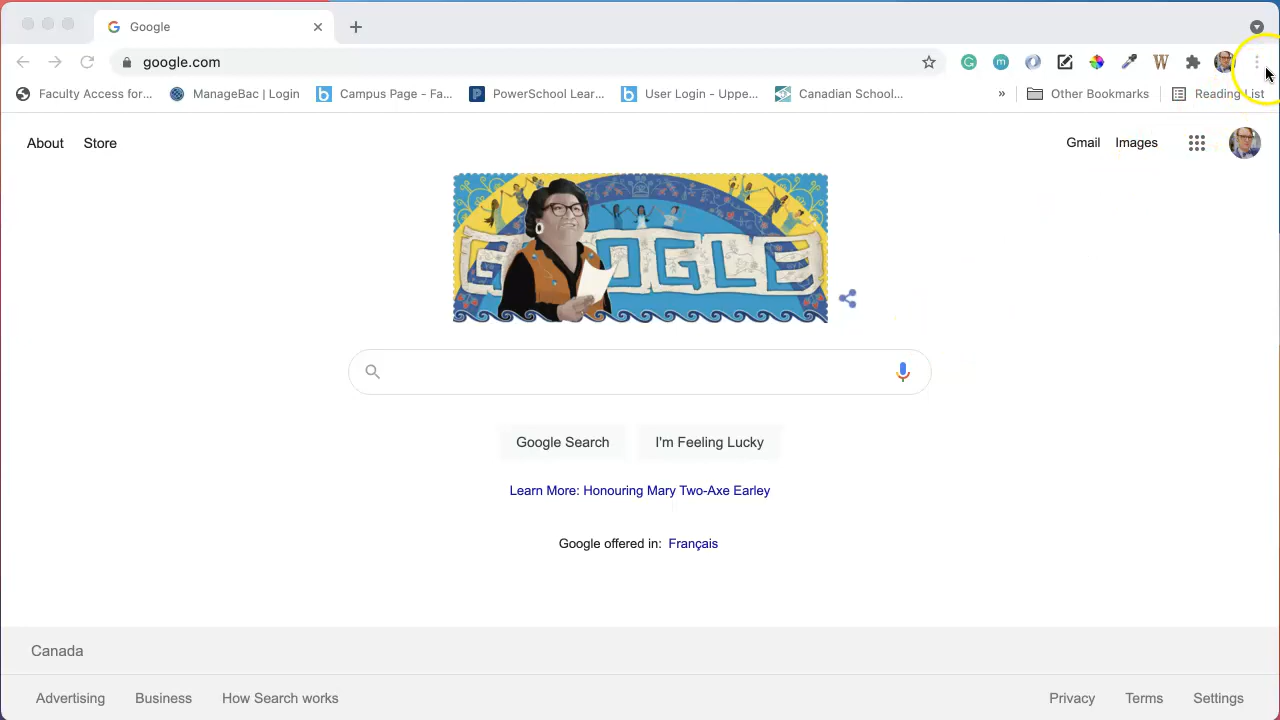 Google
google.com
Faculty Access for...
ManageBac | Login
Campus Page - Fa...
PowerSchool Lear...
User Login - Uppe...
Canadian School...
»
Other Bookmarks
Reading List
About
Store
Gmail
Images
GOOGLE
Google Search
I'm Feeling Lucky
Learn More: Honouring Mary Two-Axe Earley
Google offered in: Français
Canada
Advertising
Business
How Search works
Privacy
Terms
Settings